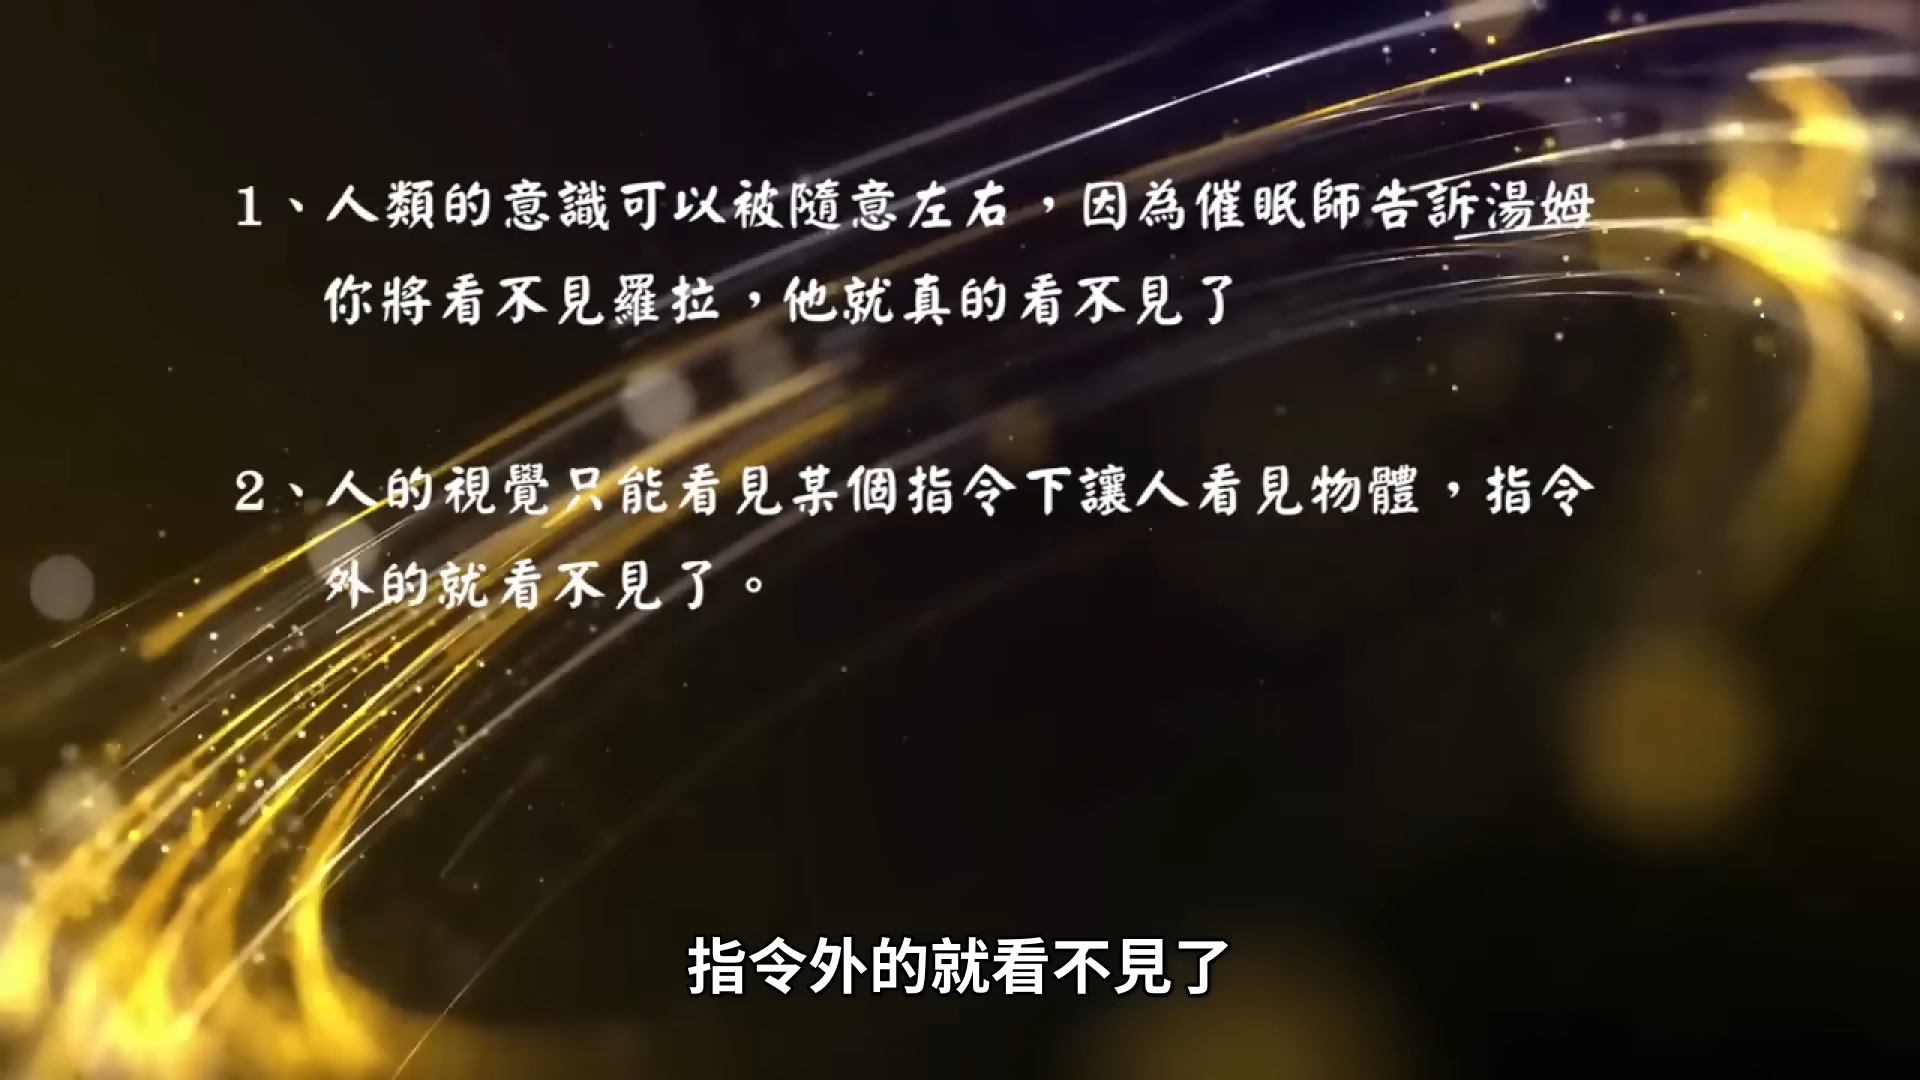 1、人類的意識可以被隨意左右，因為催眠師告訴湯姆
你將看不見羅拉，他就真的看不見了
2、人的視覺只能看見某個指令下讓人看見物體，指令
外的就看不見了。
指令外的就看不見了